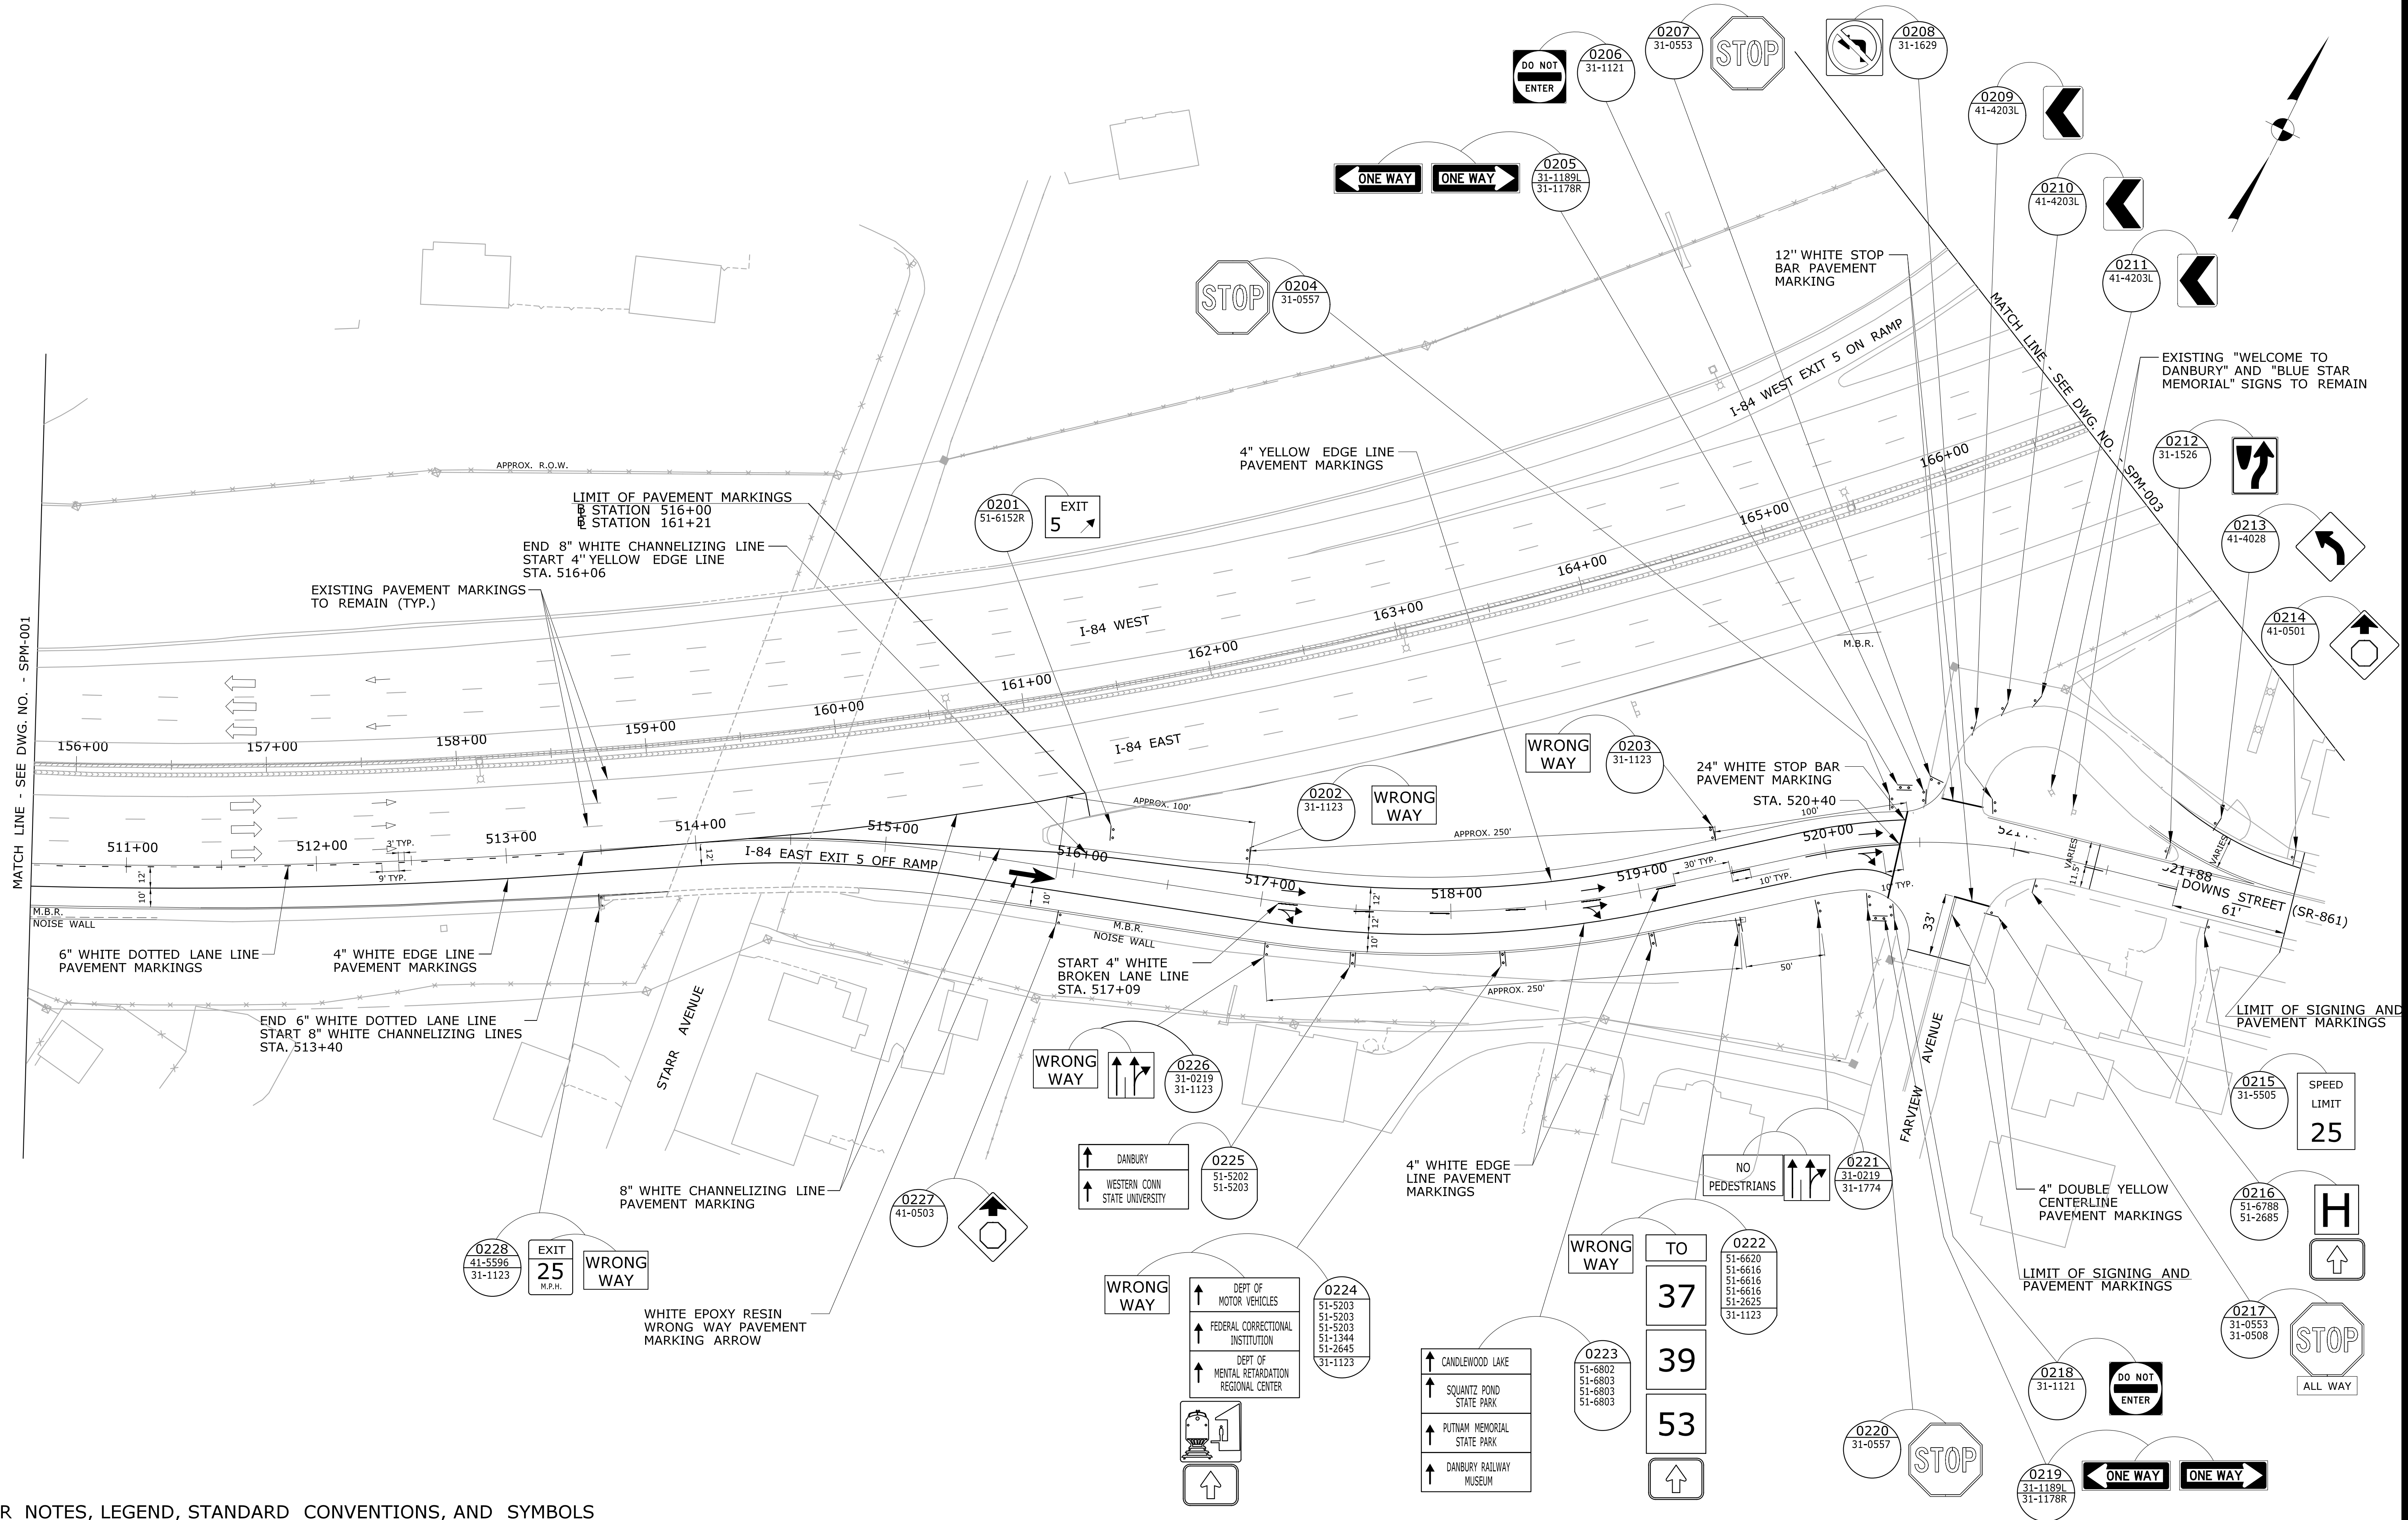 0207
31-0553
STOP
0208
31-1629
0206
31-1121
DO NOT
ENTER
0209
41-4203L
0205
31-1189L
31-1178R
ONE WAY
ONE WAY
0210
41-4203L
0211
41-4203L
0204
31-0557
STOP
12" WHITE STOP
BAR PAVEMENT
MARKING
MATCH LINE - SEE DWG. NO. - SPM-003
I-84 WEST EXIT 5 ON RAMP
EXISTING "WELCOME TO
DANBURY" AND "BLUE STAR
MEMORIAL" SIGNS TO REMAIN
0212
31-1526
0213
41-4028
0214
41-0501
4" YELLOW EDGE LINE
PAVEMENT MARKINGS
APPROX. R.O.W.
LIMIT OF PAVEMENT MARKINGS
STATION 516+00
STATION 161+21
0201
51-6152R
EXIT
5
END 8" WHITE CHANNELIZING LINE
START 4" YELLOW EDGE LINE
STA. 516+06
EXISTING PAVEMENT MARKINGS
TO REMAIN (TYP.)
MATCH LINE - SEE DWG. NO. - SPM-001
I-84 WEST
I-84 EAST
156+00
157+00
158+00
159+00
160+00
161+00
162+00
163+00
164+00
165+00
166+00
M.B.R.
WRONG
WAY
0203
31-1123
0202
31-1123
WRONG
WAY
24" WHITE STOP BAR
PAVEMENT MARKING
STA. 520+40
APPROX. 100'
APPROX. 250'
100'
511+00
512+00
513+00
514+00
515+00
516+00
517+00
518+00
519+00
520+00
521+88
3' TYP.
9' TYP.
12'
10'
12'
I-84 EAST EXIT 5 OFF RAMP
10'
12'
12'
10'
30' TYP.
10' TYP.
10' TYP.
VARIES
11.5'
VARIES
DOWNS STREET (SR-861)
61'
33'
M.B.R.
NOISE WALL
M.B.R.
NOISE WALL
6" WHITE DOTTED LANE LINE
PAVEMENT MARKINGS
4" WHITE EDGE LINE
PAVEMENT MARKINGS
START 4" WHITE
BROKEN LANE LINE
STA. 517+09
APPROX. 250'
50'
END 6" WHITE DOTTED LANE LINE
START 8" WHITE CHANNELIZING LINES
STA. 513+40
STARR AVENUE
FARVIEW AVENUE
LIMIT OF SIGNING AND
PAVEMENT MARKINGS
WRONG
WAY
0226
31-0219
31-1123
0215
31-5505
SPEED
LIMIT
25
DANBURY
WESTERN CONN
STATE UNIVERSITY
0225
51-5202
51-5203
4" WHITE EDGE
LINE PAVEMENT
MARKINGS
NO
PEDESTRIANS
0221
31-0219
31-1774
4" DOUBLE YELLOW
CENTERLINE
PAVEMENT MARKINGS
0216
51-6788
51-2685
H
8" WHITE CHANNELIZING LINE
PAVEMENT MARKING
0227
41-0503
0228
41-5596
31-1123
EXIT
25
M.P.H.
WRONG
WAY
WRONG
WAY
DEPT OF
MOTOR VEHICLES
FEDERAL CORRECTIONAL
INSTITUTION
DEPT OF
MENTAL RETARDATION
REGIONAL CENTER
0224
51-5203
51-5203
51-5203
51-1344
51-2645
31-1123
WRONG
WAY
TO
37
39
53
0222
51-6620
51-6616
51-6616
51-6616
51-2625
31-1123
LIMIT OF SIGNING AND
PAVEMENT MARKINGS
0217
31-0553
31-0508
STOP
ALL WAY
WHITE EPOXY RESIN
WRONG WAY PAVEMENT
MARKING ARROW
CANDLEWOOD LAKE
SQUANTZ POND
STATE PARK
PUTNAM MEMORIAL
STATE PARK
DANBURY RAILWAY
MUSEUM
0223
51-6802
51-6803
51-6803
51-6803
0218
31-1121
DO NOT
ENTER
0220
31-0557
STOP
0219
31-1189L
31-1178R
ONE WAY
ONE WAY
R NOTES, LEGEND, STANDARD CONVENTIONS, AND SYMBOLS